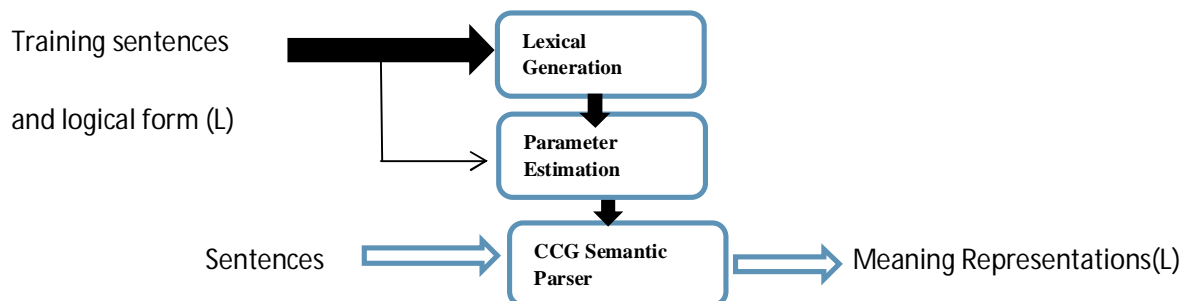 Training sentences
and logical form (L)
Lexical
Generation
Parameter
Estimation
Sentences
CCG Semantic
Parser
Meaning Representations(L)